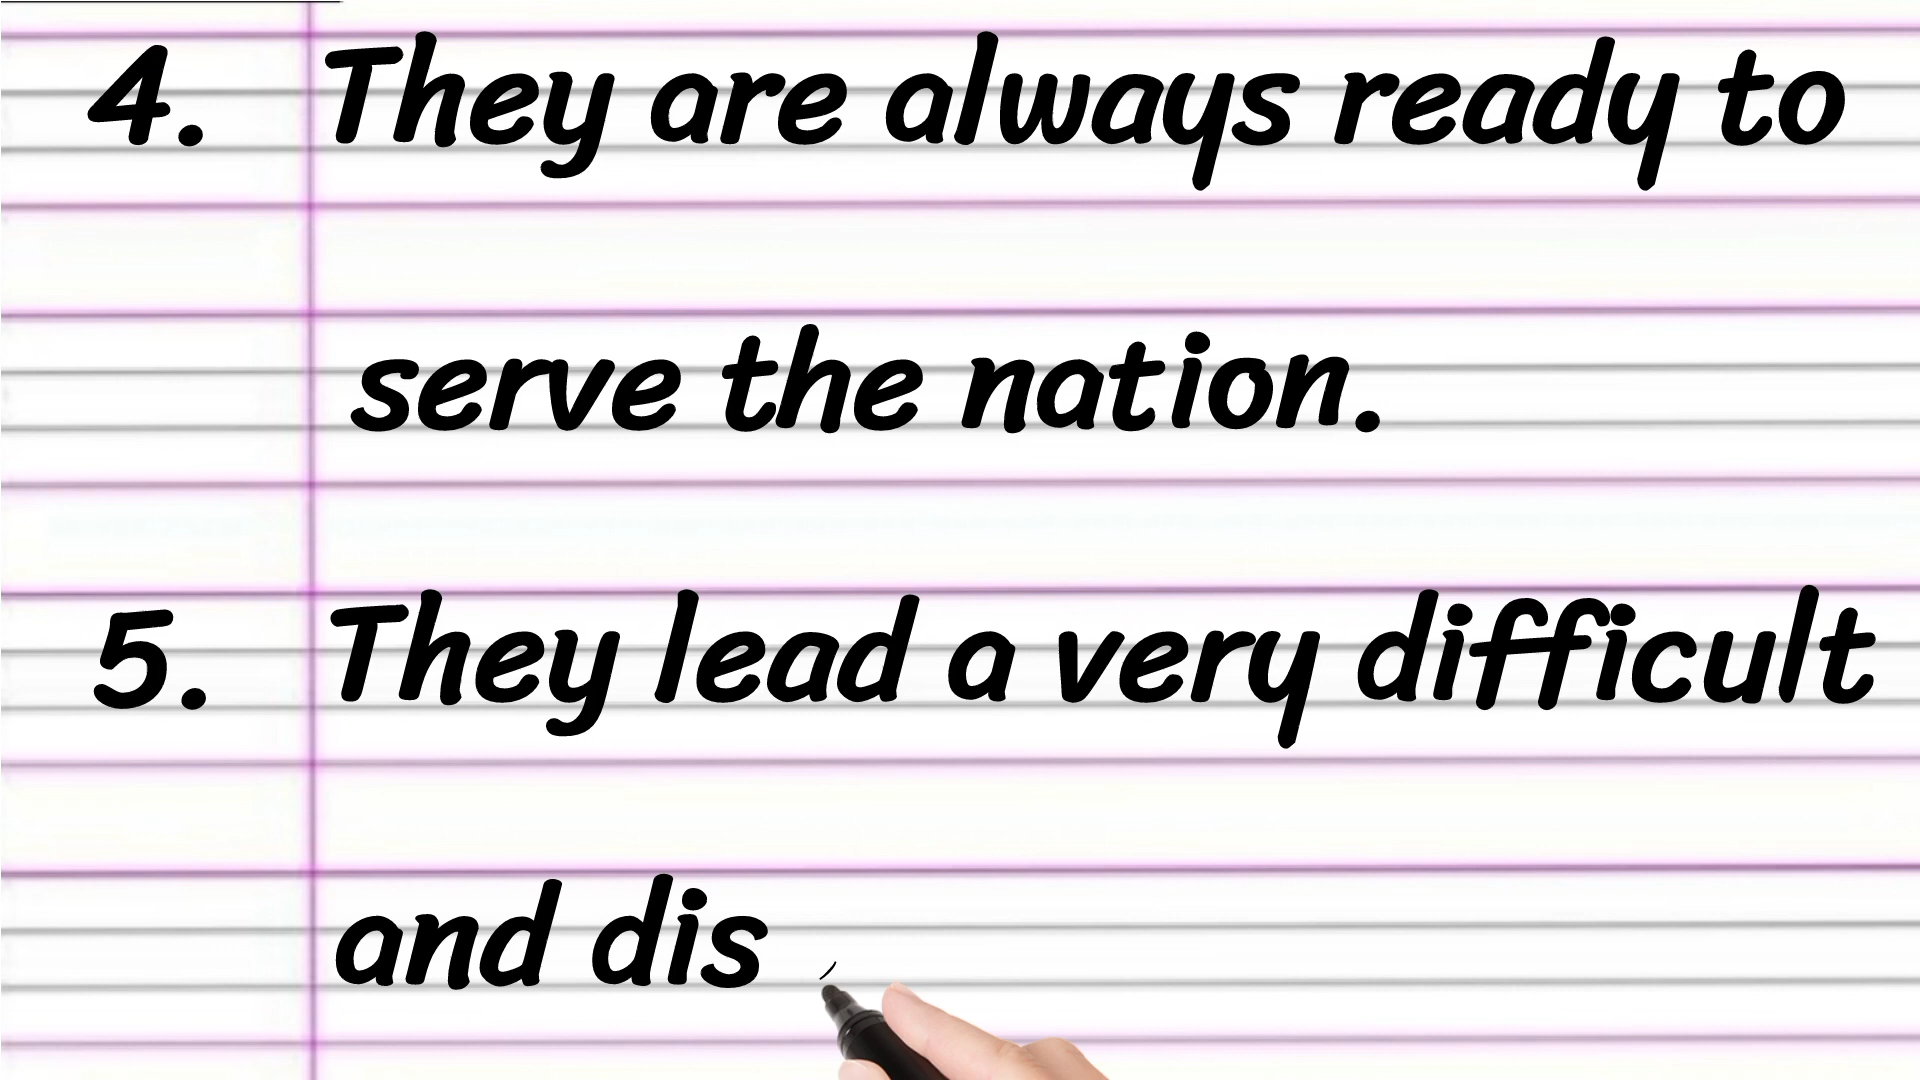 4. They are always ready to
serve the nation.
5. They lead a very difficult
and dis